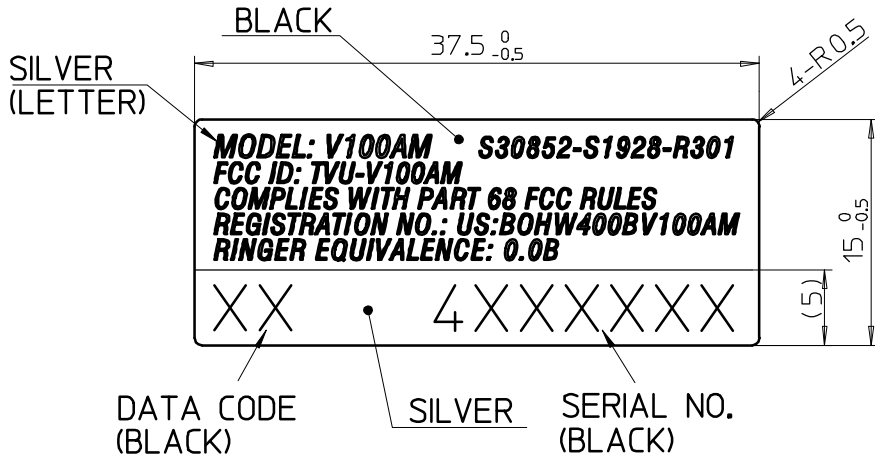 BLACK
37.5 0 -0.5
4-R0.5
SILVER
(LETTER)
MODEL: V100AM S30852-S1928-R301
FCC ID: TVU-V100AM
COMPLIES WITH PART 68 FCC RULES
REGISTRATION NO.: US:BOHW400BV100AM
RINGER EQUIVALENCE: 0.0B
15 0 -0.5
(5)
XX 4XXXXXX
DATA CODE
(BLACK)
SILVER
SERIAL NO.
(BLACK)